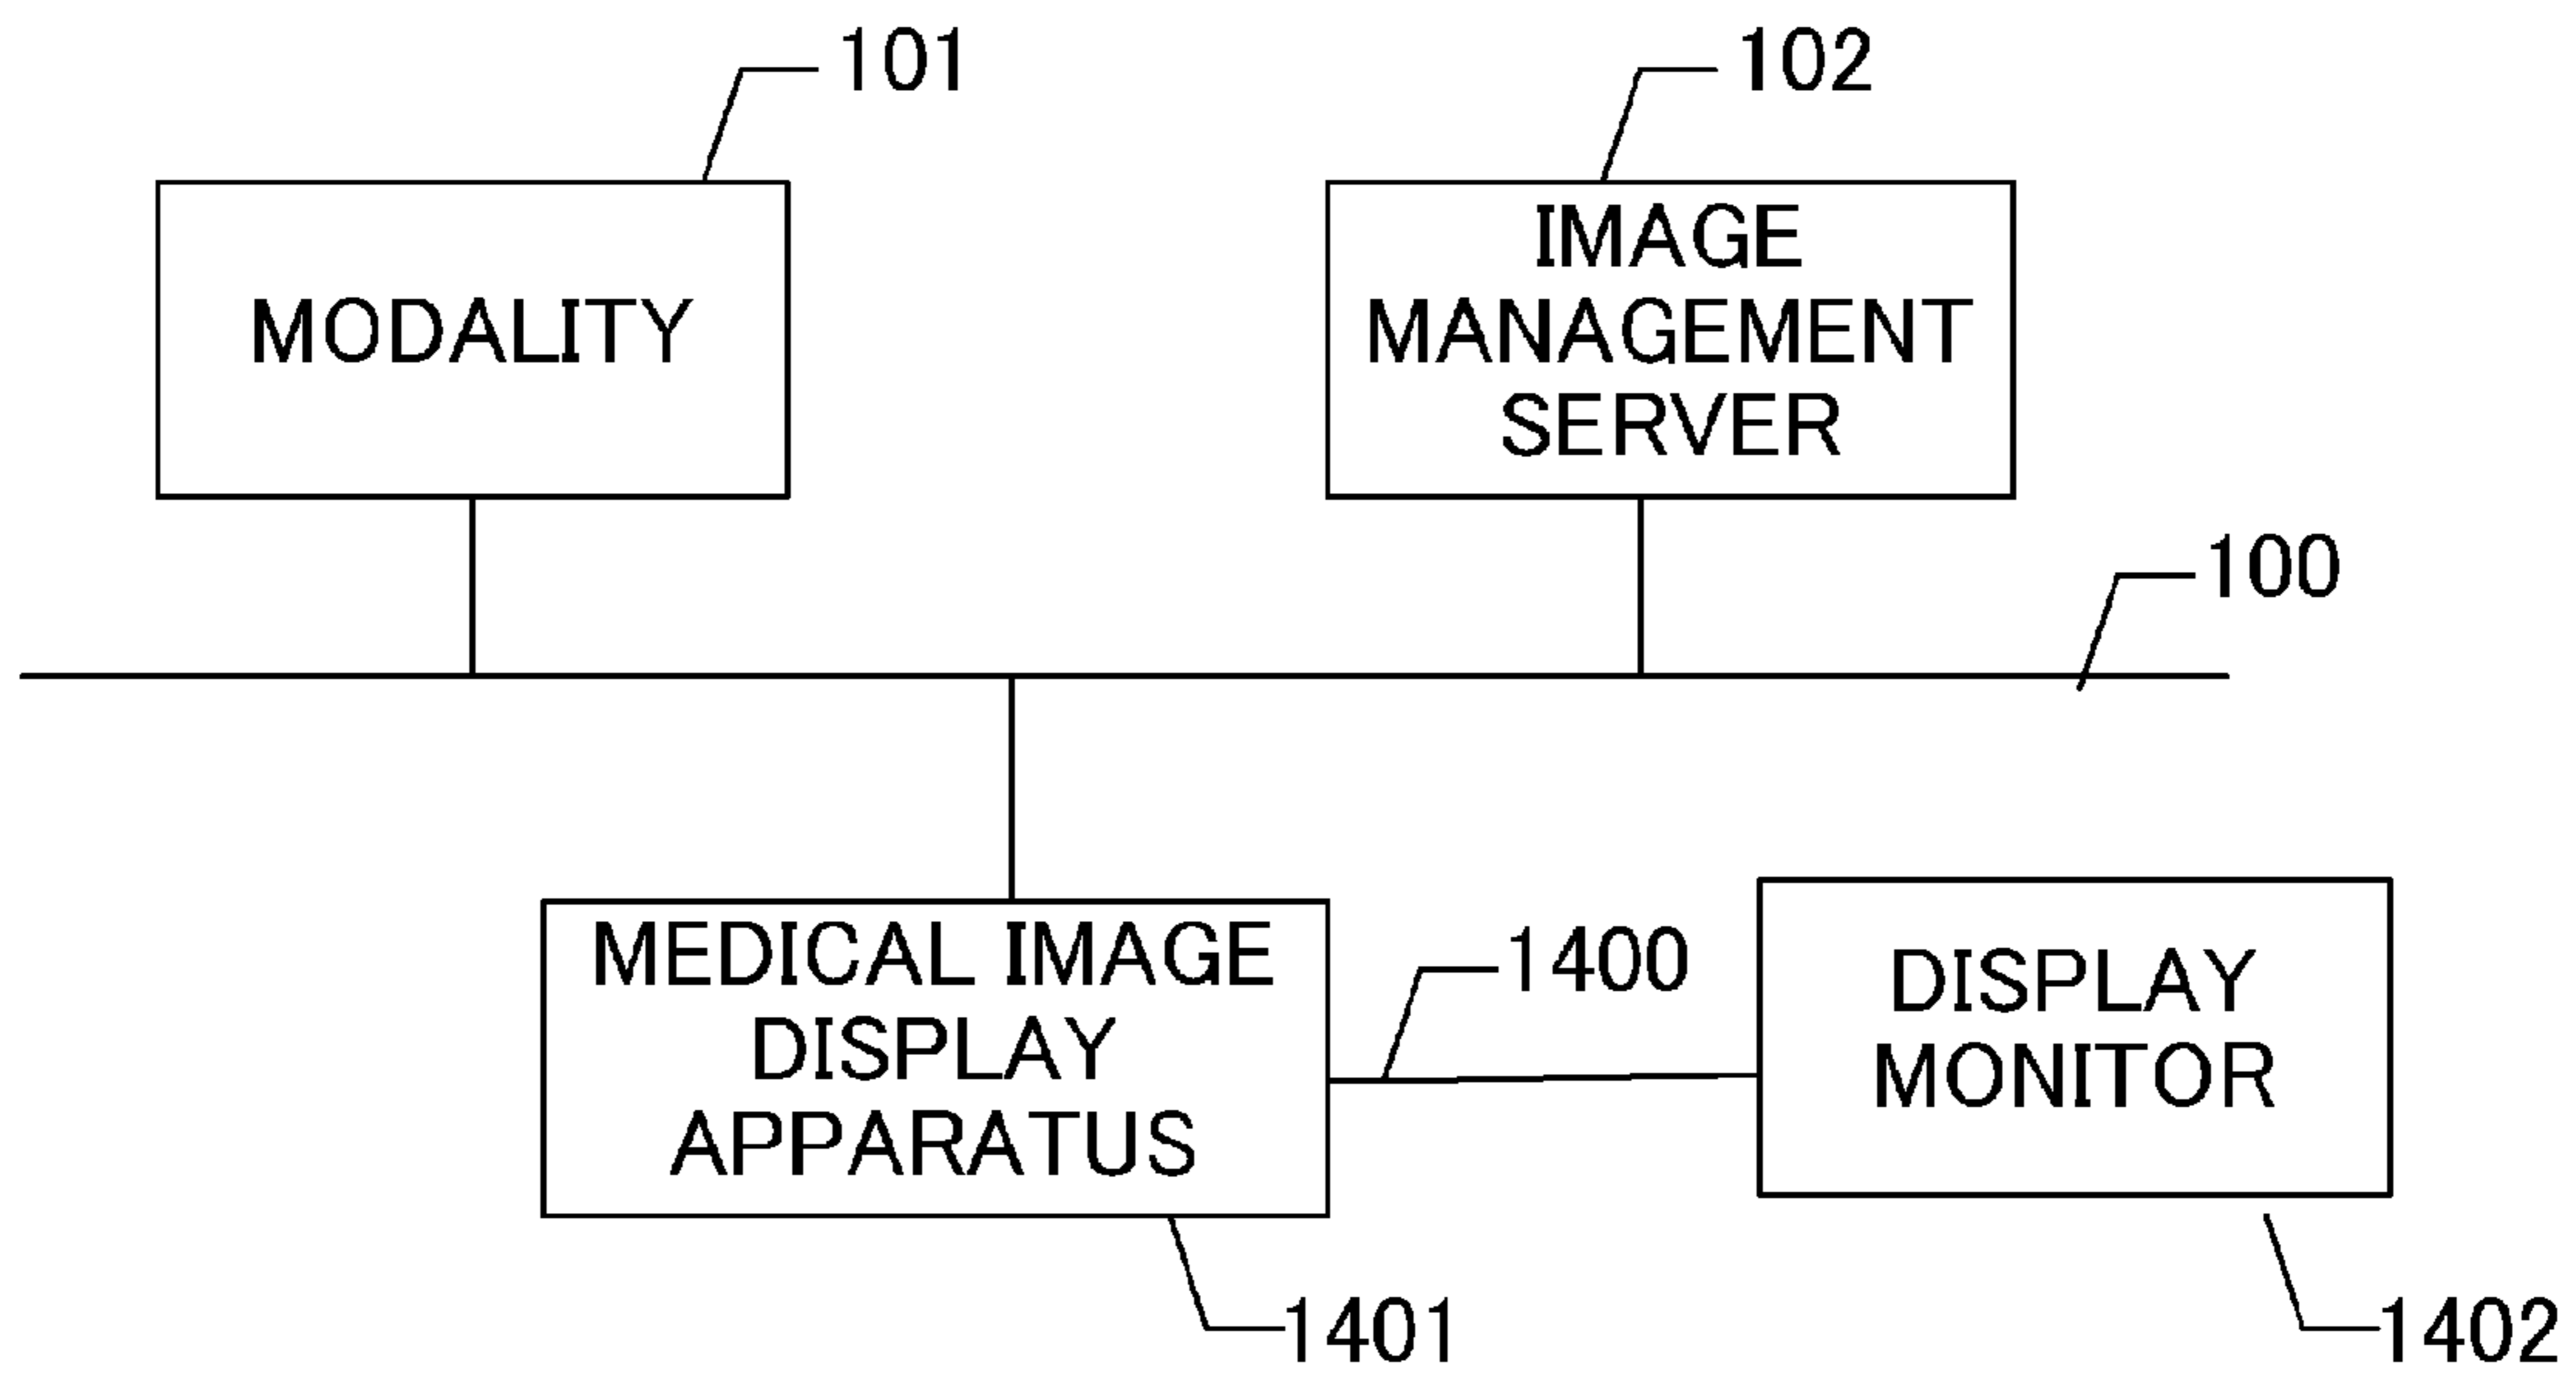 101
102
MODALITY
IMAGE
MANAGEMENT
SERVER
100
MEDICAL IMAGE
DISPLAY
APPARATUS
1400
DISPLAY
MONITOR
1401
1402